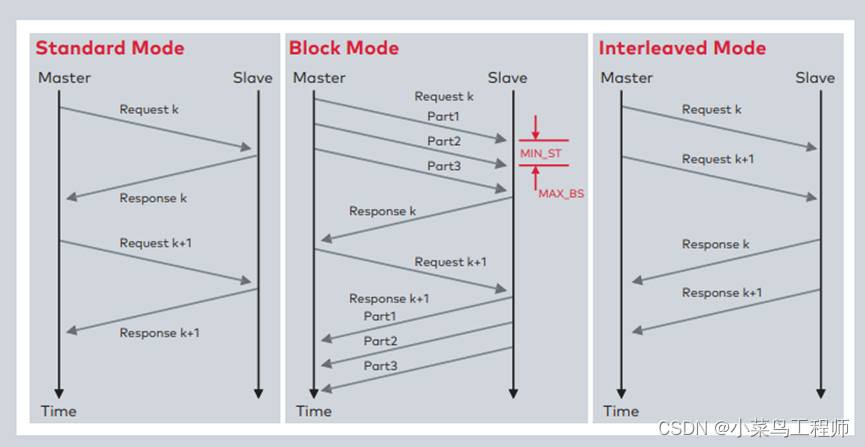 Standard Mode
Master Slave
Request k
Response k
Request k+1
Response k+1
Time
Block Mode
Master Slave
Request k
Part1
Part2
Part3
MIN_ST
MAX_BS
Response k
Request k+1
Response k+1
Part1
Part2
Part3
Time
Interleaved Mode
Master Slave
Request k
Request k+1
Response k
Response k+1
Time
CSDN @小菜鸟工程师